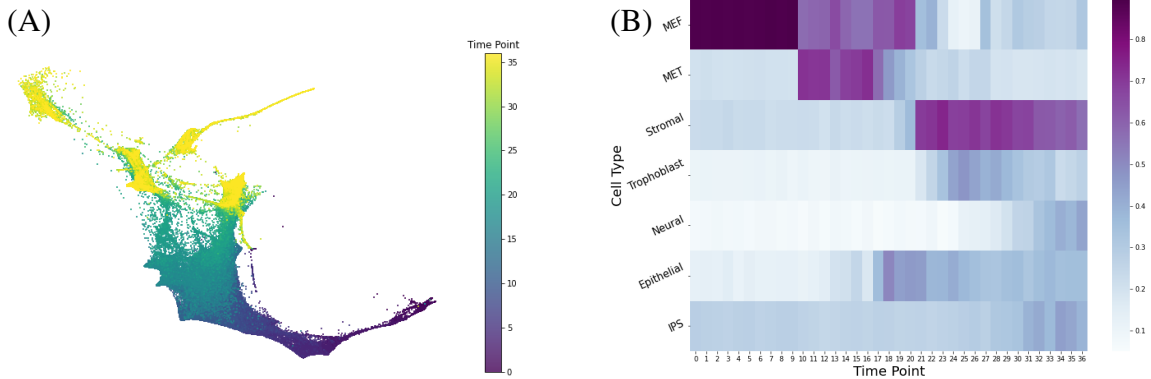 (A)
Time Point
35
30
25
20
15
10
5
0
(B)
Cell Type
MEF
MET
Stromal
Trophoblast
Neural
Epithelial
IPS
0 1 2 3 4 5 6 7 8 9 10 11 12 13 14 15 16 17 18 19 20 21 22 23 24 25 26 27 28 29 30 31 32 33 34 35 36
Time Point
0.8
0.7
0.6
0.5
0.4
0.3
0.2
0.1